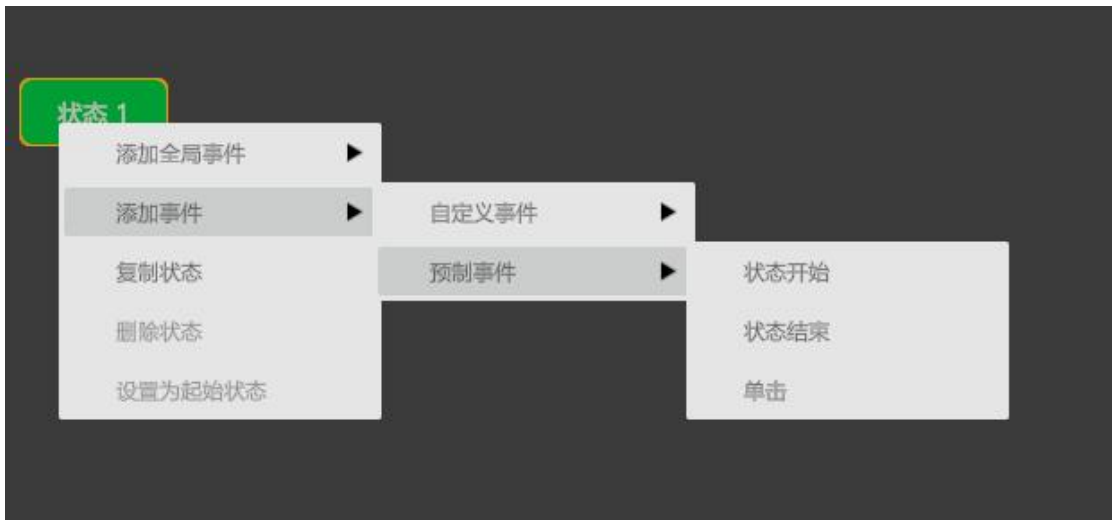 状态 1
添加全局事件
添加事件
自定义事件
复制状态
预制事件
状态开始
删除状态
状态结束
设置为起始状态
单击